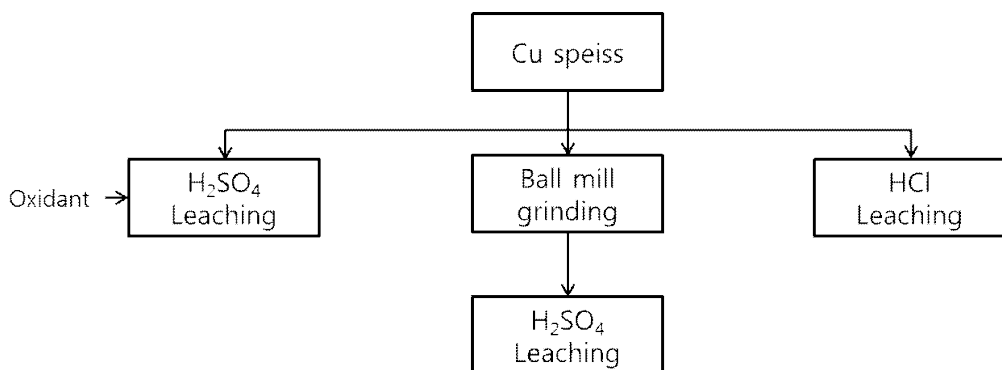 Cu speiss
Oxidant
H₂SO₄
Leaching
Ball mill
grinding
HCl
Leaching
H₂SO₄
Leaching